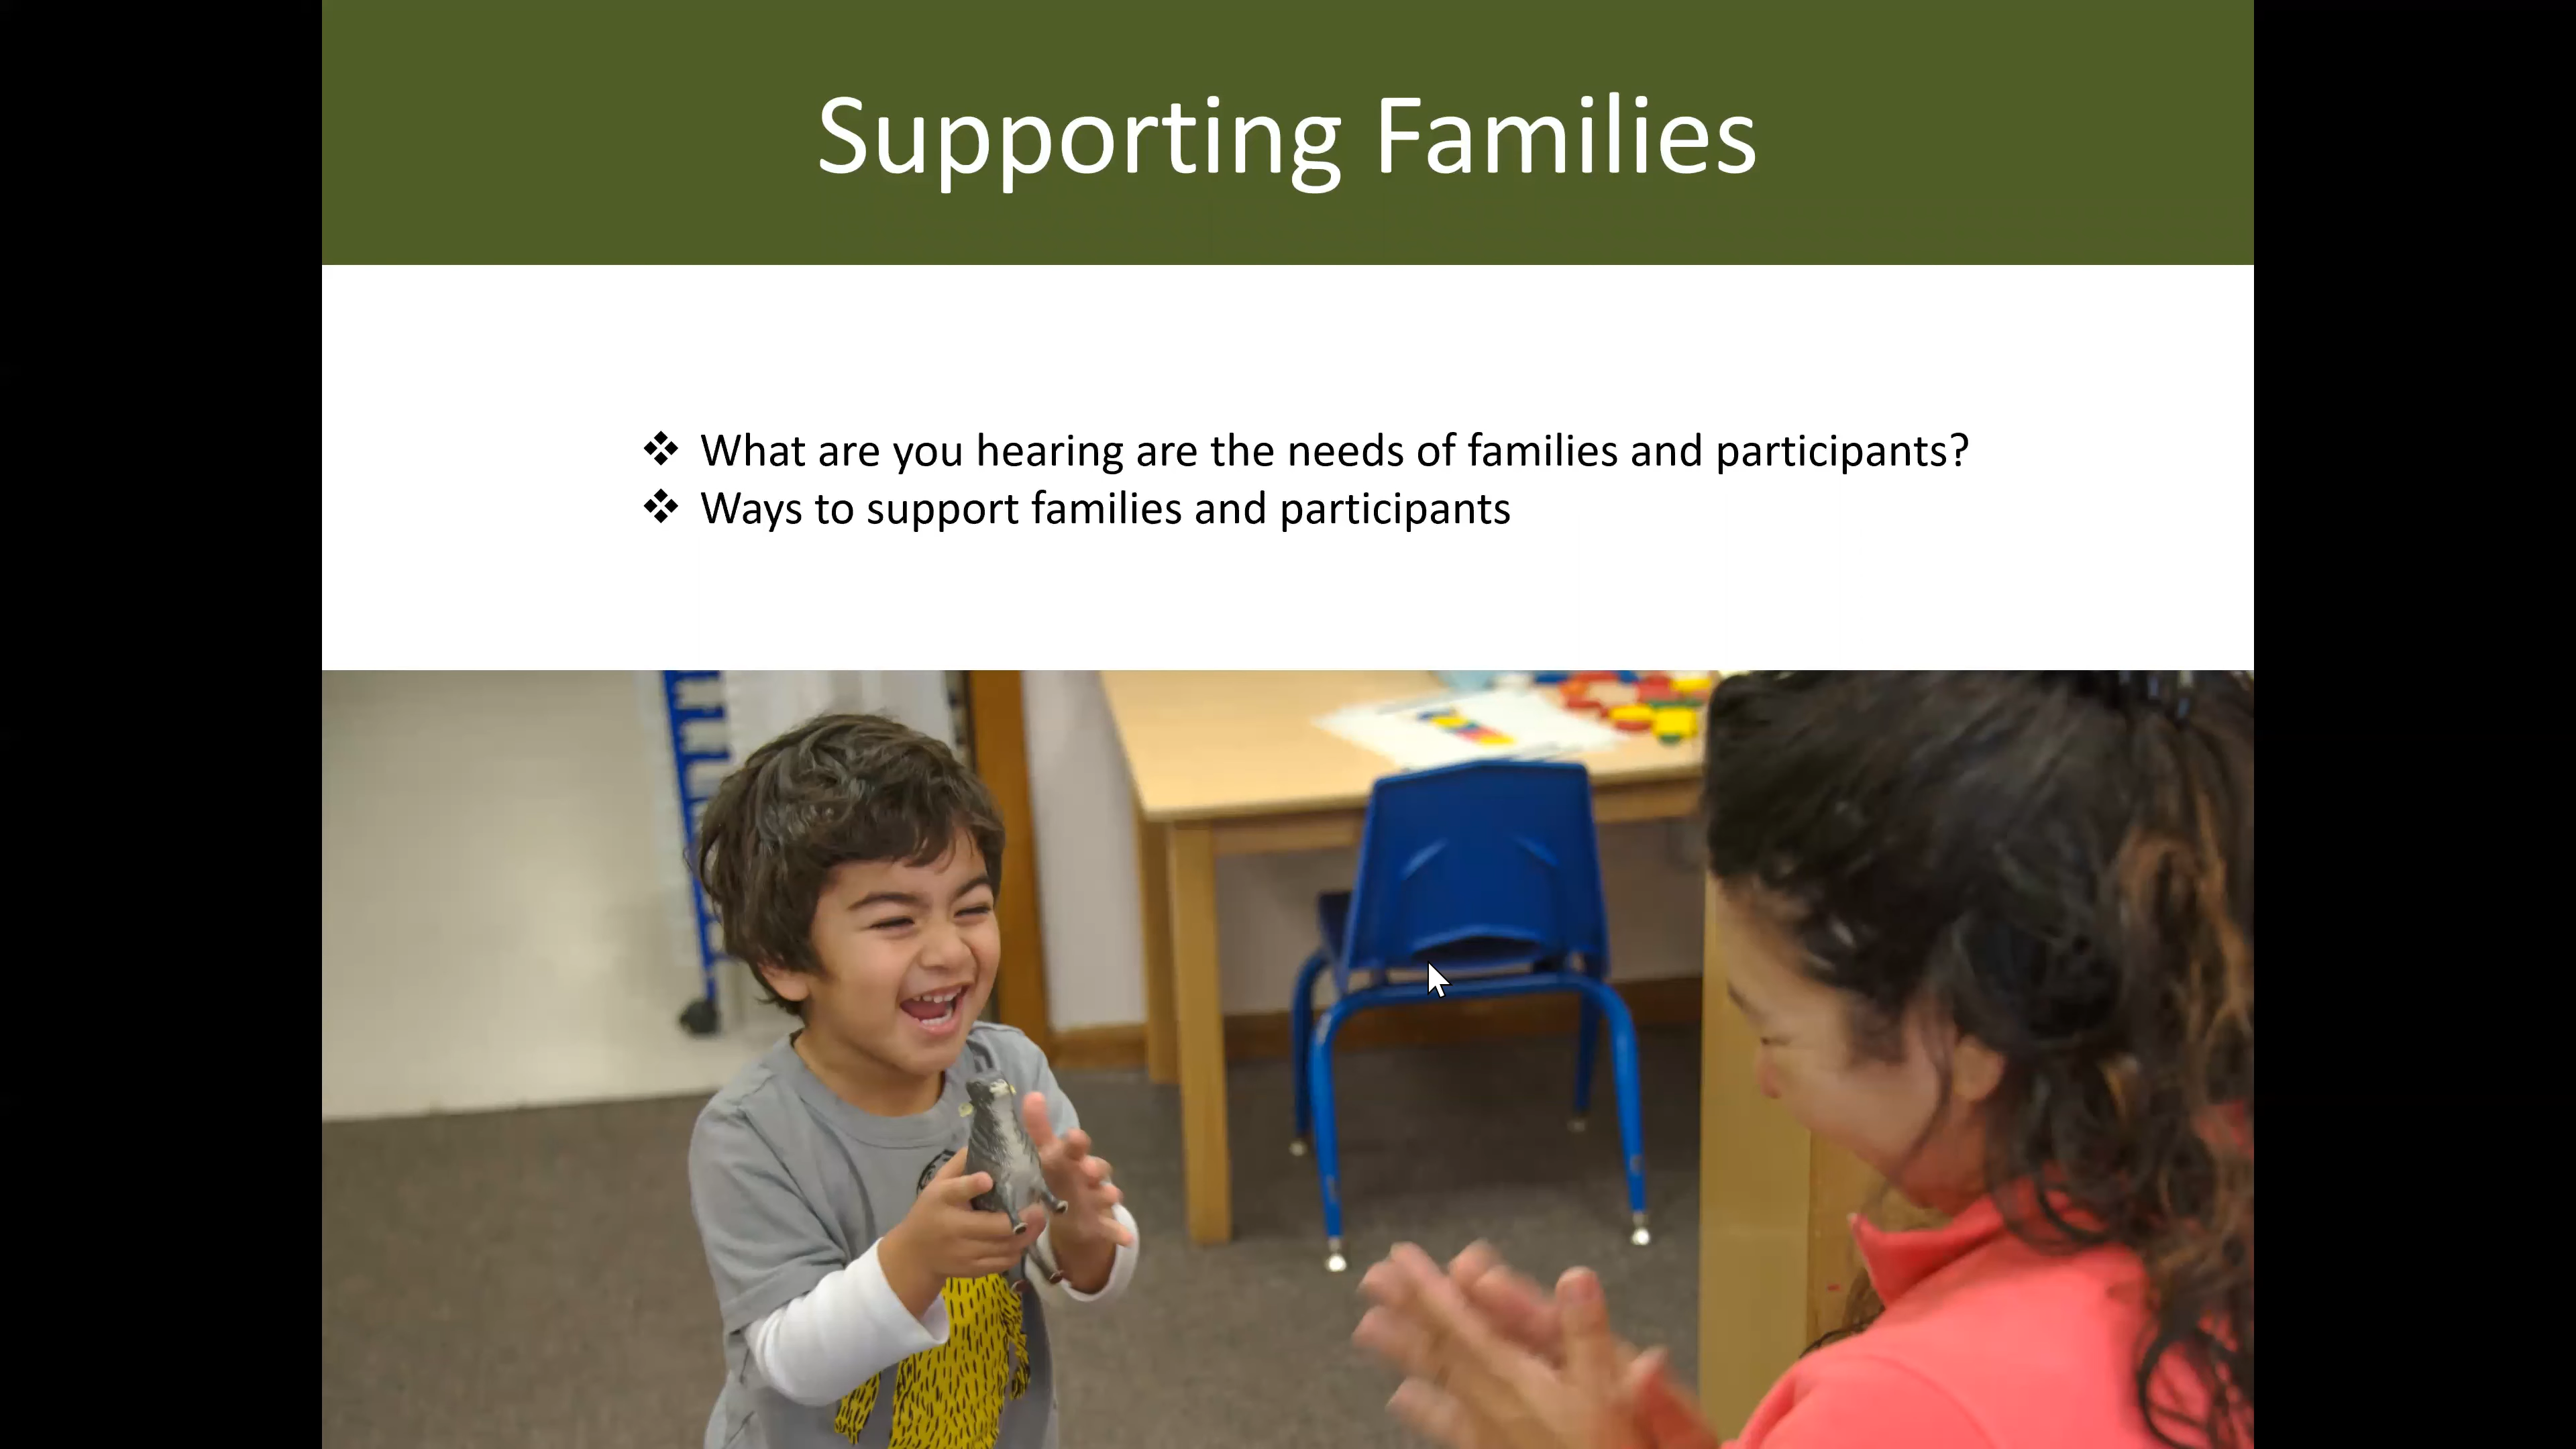 Supporting Families
❖ What are you hearing are the needs of families and participants?
❖ Ways to support families and participants